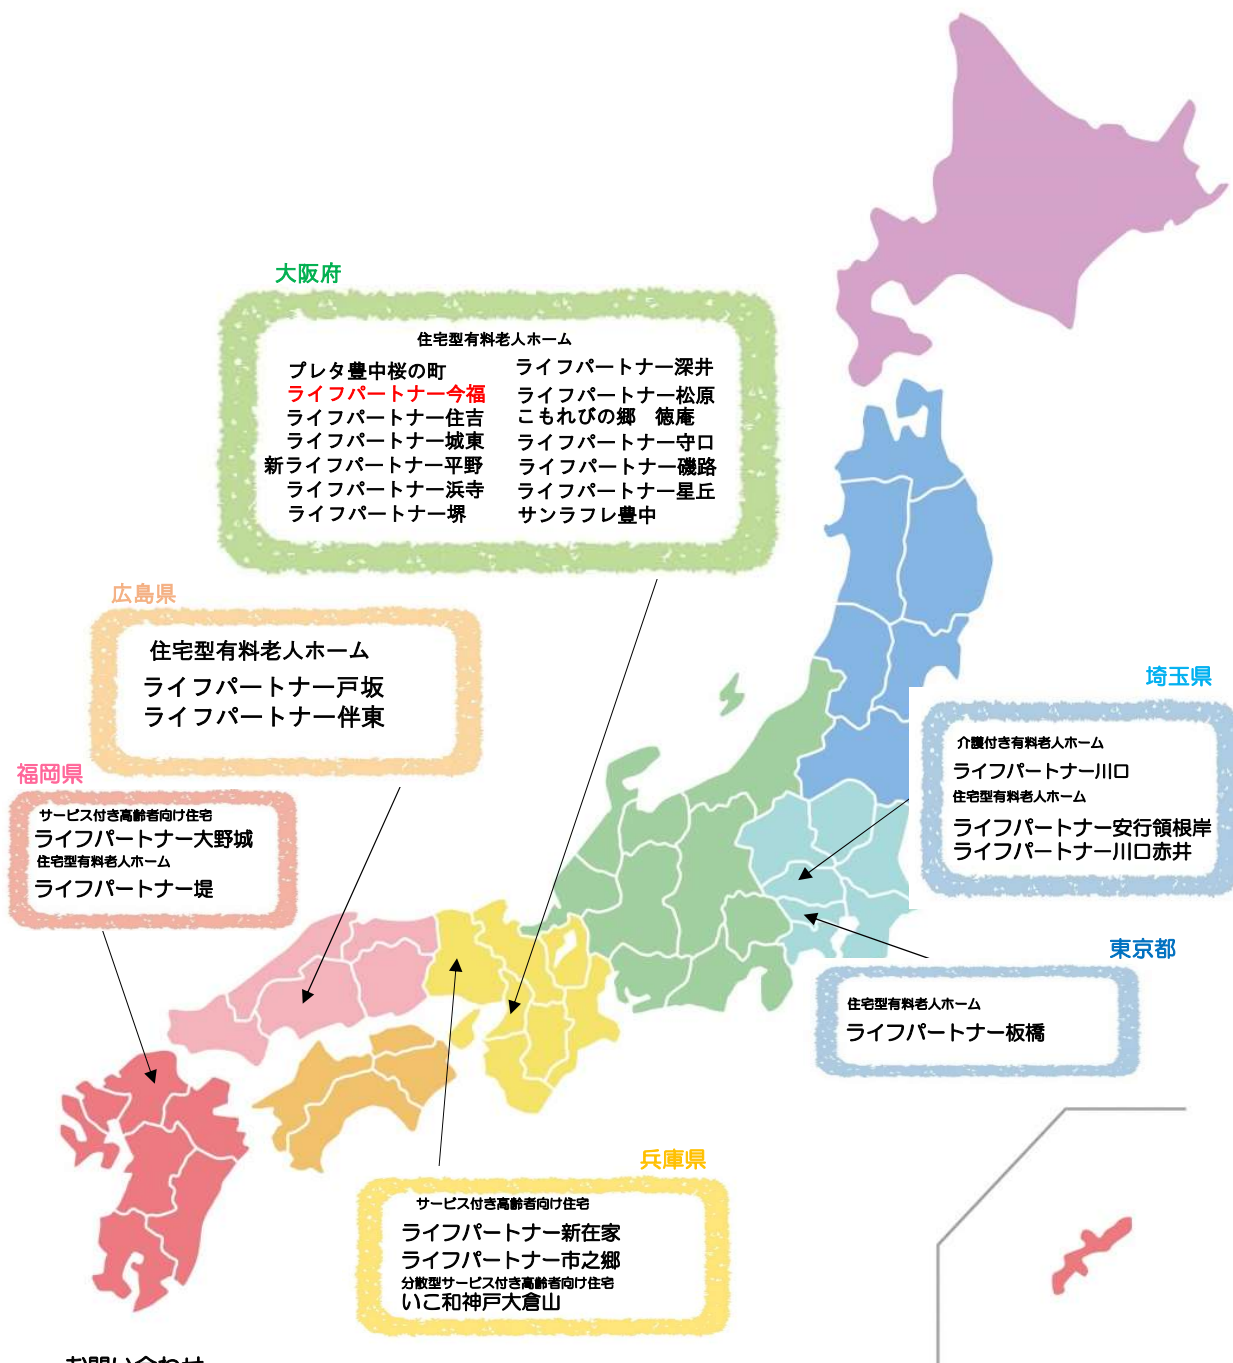 大阪府
住宅型有料老人ホーム
プレタ豊中桜の町
ライフパートナー今福
ライフパートナー住吉
ライフパートナー城東
新ライフパートナー平野
ライフパートナー浜寺
ライフパートナー堺
ライフパートナー深井
ライフパートナー松原
こもれびの郷　徳庵
ライフパートナー守口
ライフパートナー磯路
ライフパートナー星丘
サンラフレ豊中
広島県
住宅型有料老人ホーム
ライフパートナー戸坂
ライフパートナー伴東
埼玉県
介護付き有料老人ホーム
ライフパートナー川口
住宅型有料老人ホーム
ライフパートナー安行領根岸
ライフパートナー川口赤井
福岡県
サービス付き高齢者向け住宅
ライフパートナー大野城
住宅型有料老人ホーム
ライフパートナー堤
東京都
住宅型有料老人ホーム
ライフパートナー板橋
兵庫県
サービス付き高齢者向け住宅
ライフパートナー新在家
ライフパートナー市之郷
分散型サービス付き高齢者向け住宅
いこ和神戸大倉山
お問い合わせ